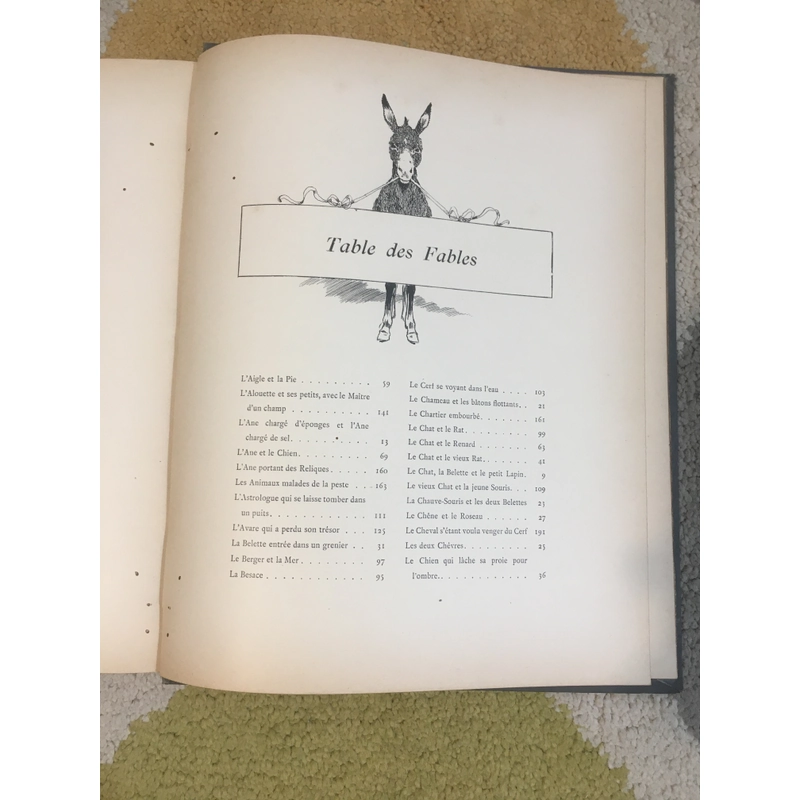 Table des Fables
L'Aigle et la Pie . . . . . . . . . 59
L'Alouette et ses petits, avec le Maître
d'un champ . . . . . . . . . . 141
L'Ane chargé d'éponges et l'Ane
chargé de sel. . . . . . . . . . 13
L'Ane et le Chien. . . . . . . . . 69
L'Ane portant des Reliques. . . . . 160
Les Animaux malades de la peste . . . 163
L'Astrologue qui se laisse tomber dans
un puits. . . . . . . . . . . . 111
L'Avare qui a perdu son trésor . . . 125
La Belette entrée dans un grenier . . 31
Le Berger et la Mer. . . . . . . . 97
La Besace . . . . . . . . . . . . 95
Le Cerf se voyant dans l'eau . . . . 103
Le Chameau et les bâtons flottants. . 21
Le Chartier embourbé. . . . . . . 161
Le Chat et le Rat. . . . . . . . . 99
Le Chat et le Renard . . . . . . . 63
Le Chat et le vieux Rat. . . . . . . 41
Le Chat, la Belette et le petit Lapin. 9
Le vieux Chat et la jeune Souris. . . 109
La Chauve-Souris et les deux Belettes 23
Le Chêne et le Roseau . . . . . . 27
Le Cheval s'étant voulu venger du Cerf 191
Les deux Chèvres. . . . . . . . . 25
Le Chien qui lâche sa proie pour
l'ombre. . . . . . . . . . . . . 36